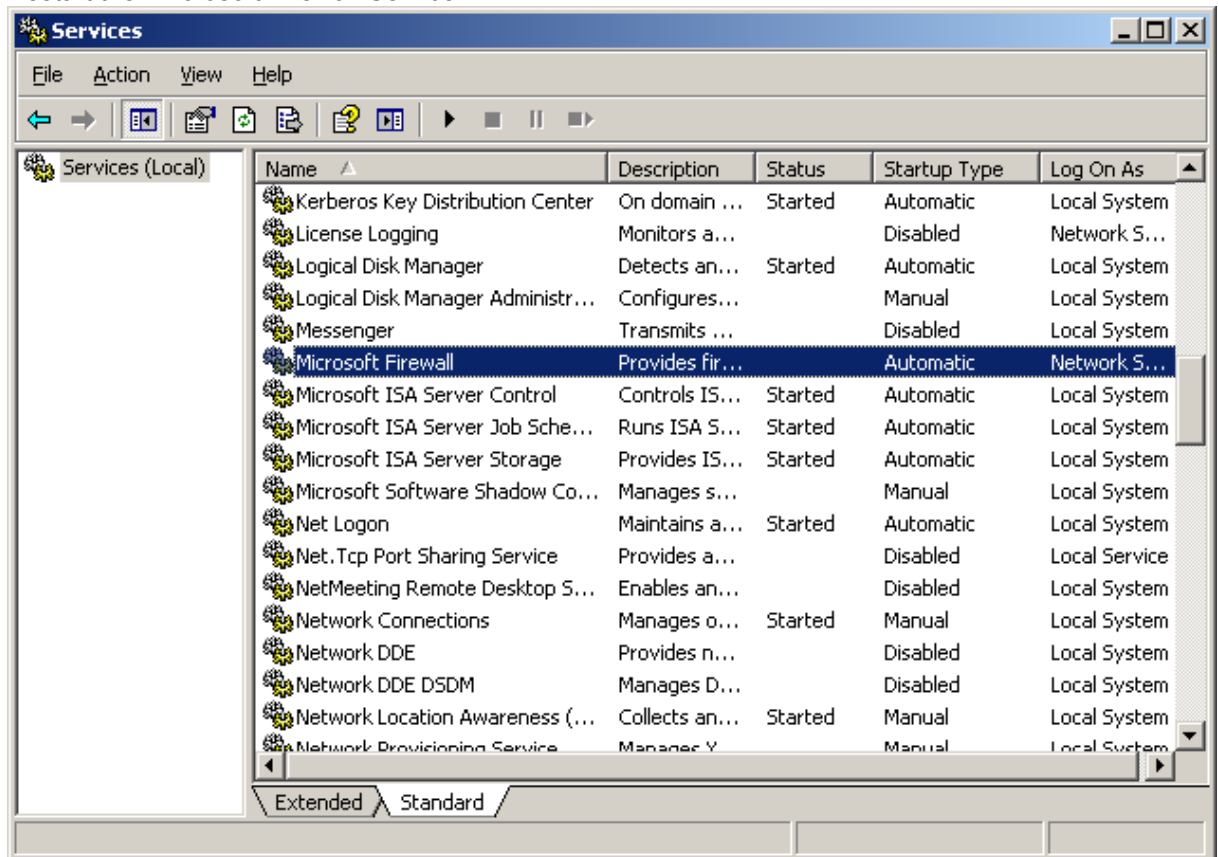 Services
File Action View Help
Services (Local)
Name Description Status Startup Type Log On As
Kerberos Key Distribution Center On domain ... Started Automatic Local System
License Logging Monitors a... Disabled Network S...
Logical Disk Manager Detects an... Started Automatic Local System
Logical Disk Manager Administr... Configures... Manual Local System
Messenger Transmits ... Disabled Local System
Microsoft Firewall Provides fir... Automatic Network S...
Microsoft ISA Server Control Controls IS... Started Automatic Local System
Microsoft ISA Server Job Sche... Runs ISA S... Started Automatic Local System
Microsoft ISA Server Storage Provides IS... Started Automatic Local System
Microsoft Software Shadow Co... Manages s... Manual Local System
Net Logon Maintains a... Started Automatic Local System
Net.Tcp Port Sharing Service Provides a... Disabled Local Service
NetMeeting Remote Desktop S... Enables an... Disabled Local System
Network Connections Manages o... Started Manual Local System
Network DDE Provides n... Disabled Local System
Network DDE DSDM Manages D... Disabled Local System
Network Location Awareness (... Collects an... Started Manual Local System
Network Provisioning Service Manages X... Manual Local System
Extended Standard